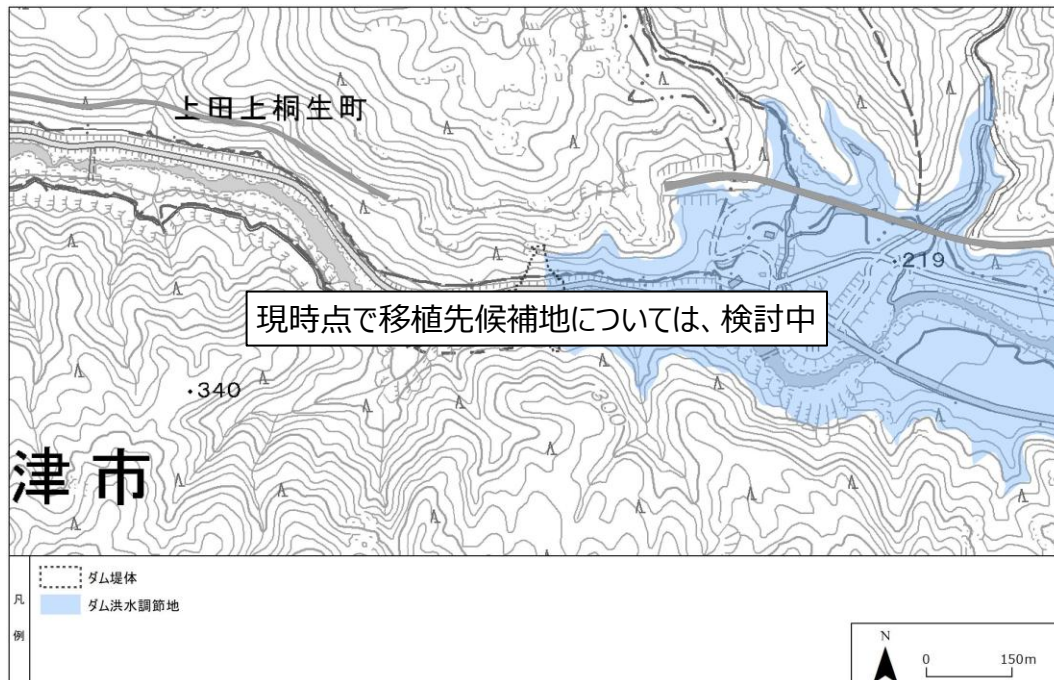 上田上桐生町
・219
現時点で移植先候補地については、検討中
・340
300
津市
凡例
ダム堤体
ダム洪水調節地
N
0 150m